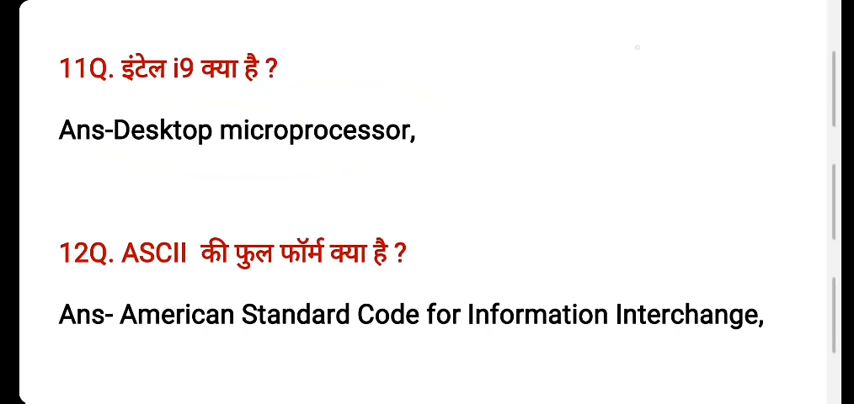 11Q. इंटेल i9 क्या है ?
Ans-Desktop microprocessor,
12Q. ASCII की फुल फॉर्म क्या है ?
Ans- American Standard Code for Information Interchange,